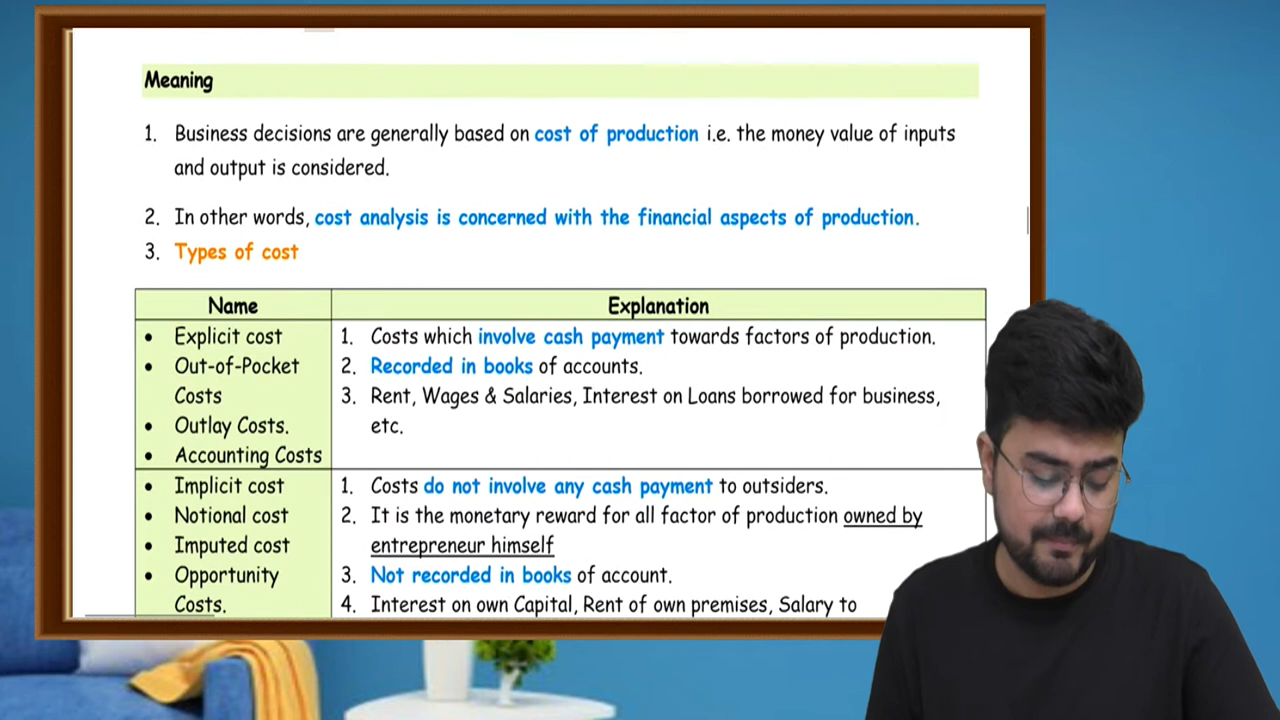 Meaning
1. Business decisions are generally based on cost of production i.e. the money value of inputs
and output is considered.
2. In other words, cost analysis is concerned with the financial aspects of production.
3. Types of cost
Name
Explanation
• Explicit cost
• Out-of-Pocket
Costs
• Outlay Costs.
• Accounting Costs
1. Costs which involve cash payment towards factors of production.
2. Recorded in books of accounts.
3. Rent, Wages & Salaries, Interest on Loans borrowed for business,
etc.
• Implicit cost
• Notional cost
• Imputed cost
• Opportunity
Costs.
1. Costs do not involve any cash payment to outsiders.
2. It is the monetary reward for all factor of production owned by
entrepreneur himself
3. Not recorded in books of account.
4. Interest on own Capital, Rent of own premises, Salary to